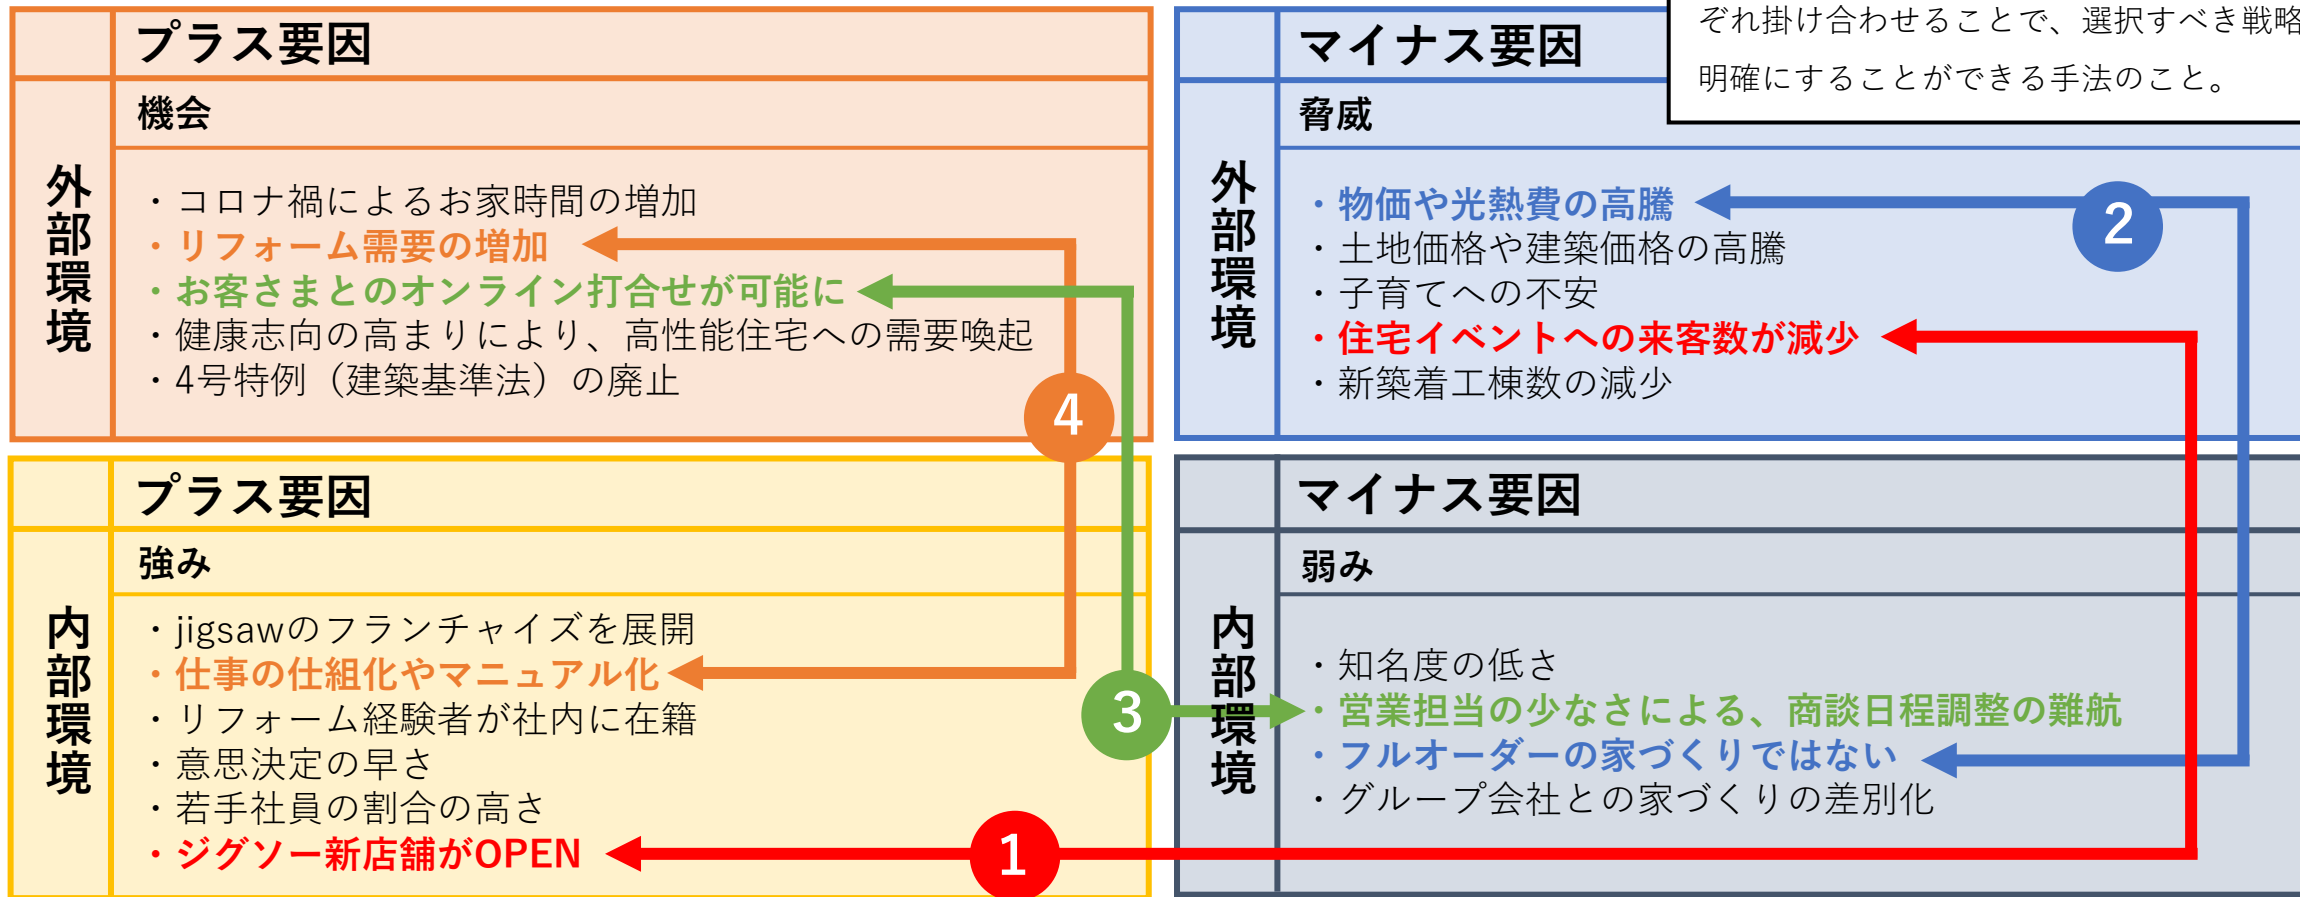 プラス要因
機会
外部環境
・コロナ禍によるお家時間の増加
・リフォーム需要の増加
・お客さまとのオンライン打合せが可能に
・健康志向の高まりにより、高性能住宅への需要喚起
・4号特例（建築基準法）の廃止
4
マイナス要因
ぞれ掛け合わせることで、選択すべき戦略
明確にすることができる手法のこと。
脅威
外部環境
・物価や光熱費の高騰
2
・土地価格や建築価格の高騰
・子育てへの不安
・住宅イベントへの来客数が減少
・新築着工棟数の減少
プラス要因
強み
内部環境
・jigsawのフランチャイズを展開
・仕事の仕組化やマニュアル化
・リフォーム経験者が社内に在籍
・意思決定の早さ
・若手社員の割合の高さ
・ジグソー新店舗がOPEN
1
3
マイナス要因
弱み
内部環境
・知名度の低さ
・営業担当の少なさによる、商談日程調整の難航
・フルオーダーの家づくりではない
・グループ会社との家づくりの差別化